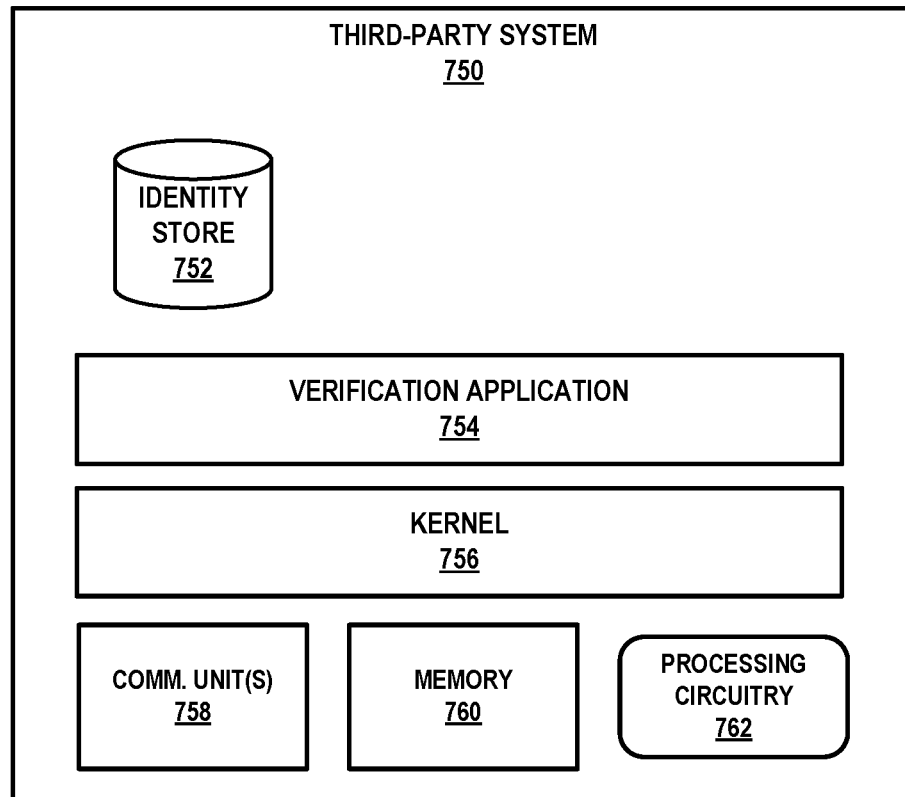 THIRD-PARTY SYSTEM
750
IDENTITY
STORE
752
VERIFICATION APPLICATION
754
KERNEL
756
COMM. UNIT(S)
758
MEMORY
760
PROCESSING
CIRCUITRY
762